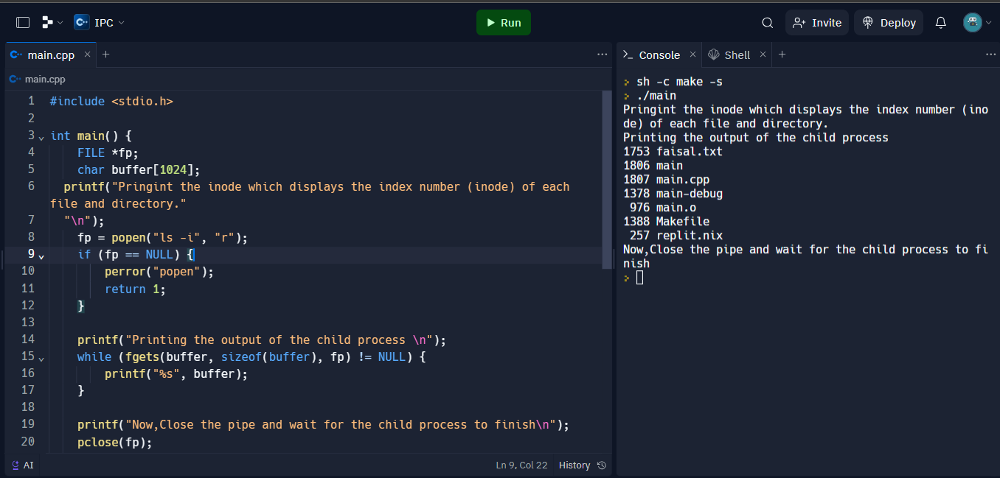 C++ IPC
Run
Invite
Deploy
main.cpp
main.cpp
1 #include <stdio.h>
2
3 int main() {
4 FILE *fp;
5 char buffer[1024];
6 printf("Pringint the inode which displays the index number (inode) of each
file and directory."
7 "\n");
8 fp = popen("ls -i", "r");
9 if (fp == NULL) {
10 perror("popen");
11 return 1;
12 }
13
14 printf("Printing the output of the child process \n");
15 while (fgets(buffer, sizeof(buffer), fp) != NULL) {
16 printf("%s", buffer);
17 }
18
19 printf("Now,Close the pipe and wait for the child process to finish\n");
20 pclose(fp);
AI
Ln 9, Col 22 History
Console
Shell
> sh -c make -s
> ./main
Pringint the inode which displays the index number (ino
de) of each file and directory.
Printing the output of the child process
1753 faisal.txt
1806 main
1807 main.cpp
1378 main-debug
976 main.o
1388 Makefile
257 replit.nix
Now,Close the pipe and wait for the child process to fi
nish
>